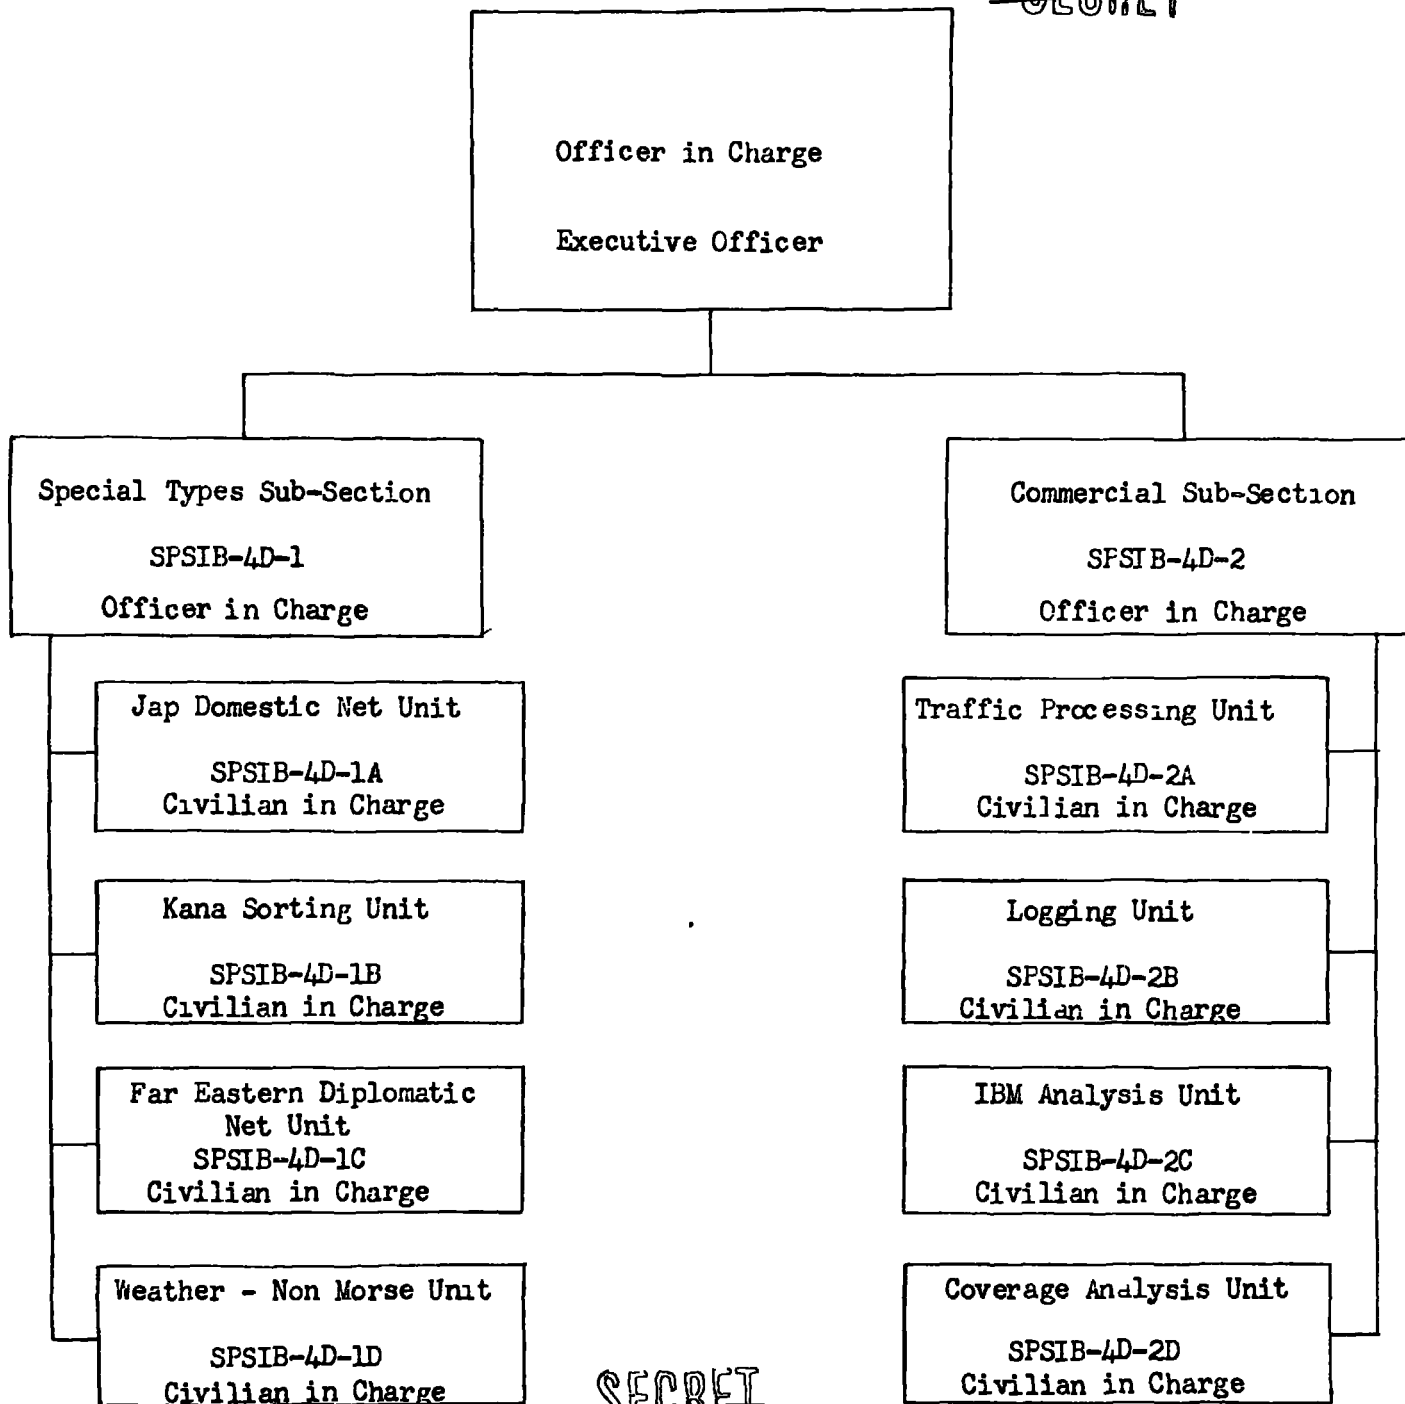 SECRET
Officer in Charge
Executive Officer
Special Types Sub-Section
SPSIB-4D-1
Officer in Charge
Commercial Sub-Section
SPSIB-4D-2
Officer in Charge
Jap Domestic Net Unit
SPSIB-4D-1A
Civilian in Charge
Kana Sorting Unit
SPSIB-4D-1B
Civilian in Charge
Far Eastern Diplomatic
Net Unit
SPSIB-4D-1C
Civilian in Charge
Weather - Non Morse Unit
SPSIB-4D-1D
Civilian in Charge
Traffic Processing Unit
SPSIB-4D-2A
Civilian in Charge
Logging Unit
SPSIB-4D-2B
Civilian in Charge
IBM Analysis Unit
SPSIB-4D-2C
Civilian in Charge
Coverage Analysis Unit
SPSIB-4D-2D
Civilian in Charge
SECRET